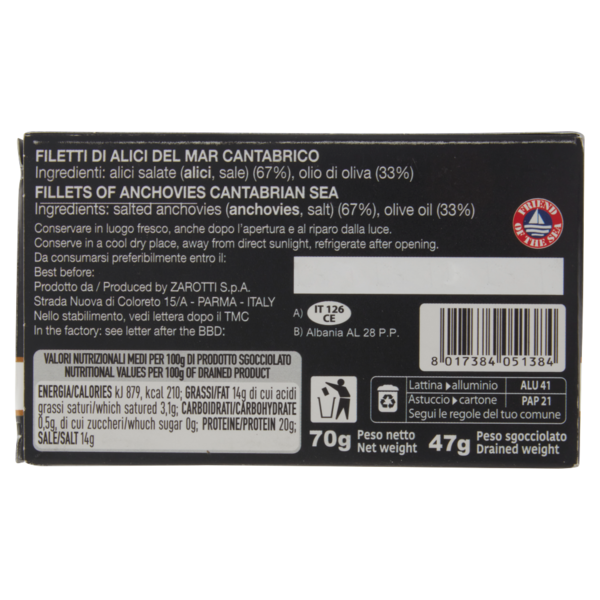 FILETTI DI ALICI DEL MAR CANTABRICO
Ingredienti: alici salate (alici, sale) (67%), olio di oliva (33%)
FILLETS OF ANCHOVIES CANTABRIAN SEA
Ingredients: salted anchovies (anchovies, salt) (67%), olive oil (33%)
Conservare in luogo fresco, anche dopo l'apertura e al riparo dalla luce.
Conserve in a cool dry place, away from direct sunlight, refrigerate after opening.
Da consumarsi preferibilmente entro il:
Best before:
Prodotto da / Produced by ZAROTTI S.p.A.
Strada Nuova di Coloreto 15/A - PARMA - ITALY
Nello stabilimento, vedi lettera dopo il TMC
In the factory: see letter after the BBD:
FRIEND OF THE SEA
A) IT 126 CE
B) Albania AL 28 P.P.
8 017384 051384
VALORI NUTRIZIONALI MEDI PER 100g DI PRODOTTO SGOCCIOLATO
NUTRITIONAL VALUES PER 100g OF DRAINED PRODUCT
ENERGIA/CALORIES kJ 879, kcal 210; GRASSI/FAT 14g di cui acidi
grassi saturi/which satured 3,1g; CARBOIDRATI/CARBOHYDRATE
0,5g, di cui zuccheri/whuch sugar 0g; PROTEINE/PROTEIN 20g;
SALE/SALT 14g
Lattina alluminio ALU 41
Astuccio cartone PAP 21
Segui le regole del tuo comune
70g Peso netto
Net weight
47g Peso sgocciolato
Drained weight